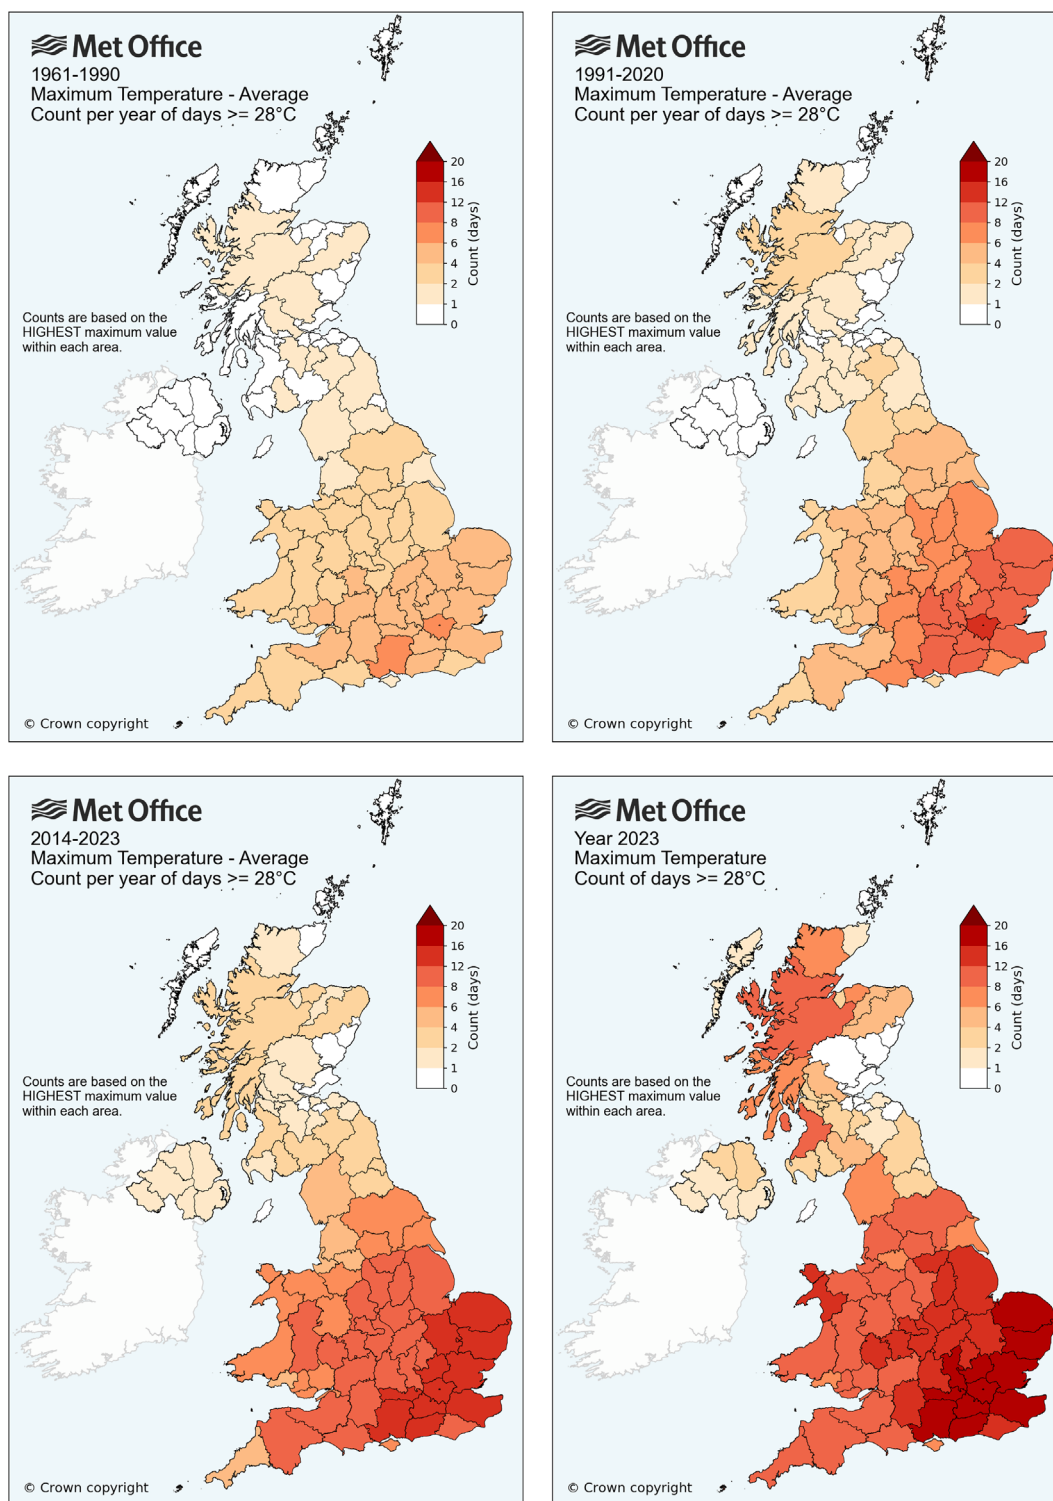 Met Office
1961-1990
Maximum Temperature - Average
Count per year of days >= 28°C
20
16
12
8
6
4
2
1
0
Count (days)
Counts are based on the
HIGHEST maximum value
within each area.
© Crown copyright
Met Office
1991-2020
Maximum Temperature - Average
Count per year of days >= 28°C
20
16
12
8
6
4
2
1
0
Count (days)
Counts are based on the
HIGHEST maximum value
within each area.
© Crown copyright
Met Office
2014-2023
Maximum Temperature - Average
Count per year of days >= 28°C
20
16
12
8
6
4
2
1
0
Count (days)
Counts are based on the
HIGHEST maximum value
within each area.
© Crown copyright
Met Office
Year 2023
Maximum Temperature
Count of days >= 28°C
20
16
12
8
6
4
2
1
0
Count (days)
Counts are based on the
HIGHEST maximum value
within each area.
© Crown copyright